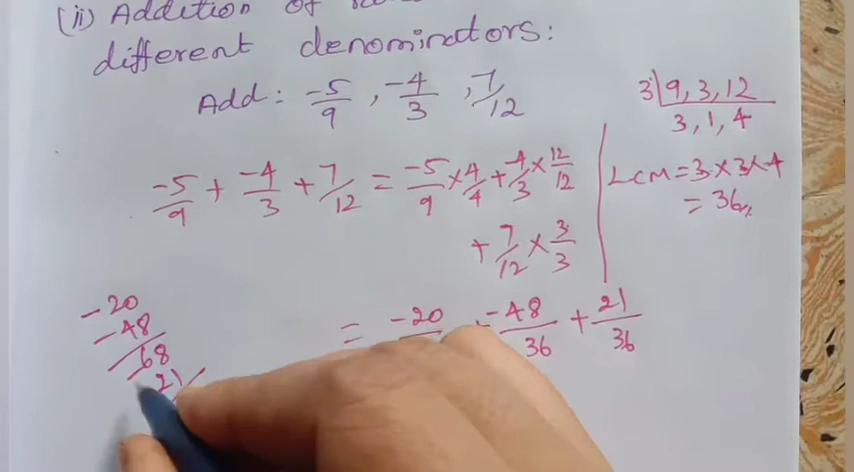 (ii) Addition of
different denominators:
Add: -5/9, -4/3, 7/12
3 | 9, 3, 12
3, 1, 4
-5/9 + -4/3 + 7/12 = -5/9 × 4/4 + -4/3 × 12/12
LCM = 3 × 3 × 4
= 36
+ 7/12 × 3/3
= -20 + -48/36 + 21/36
-20
-48
68
21